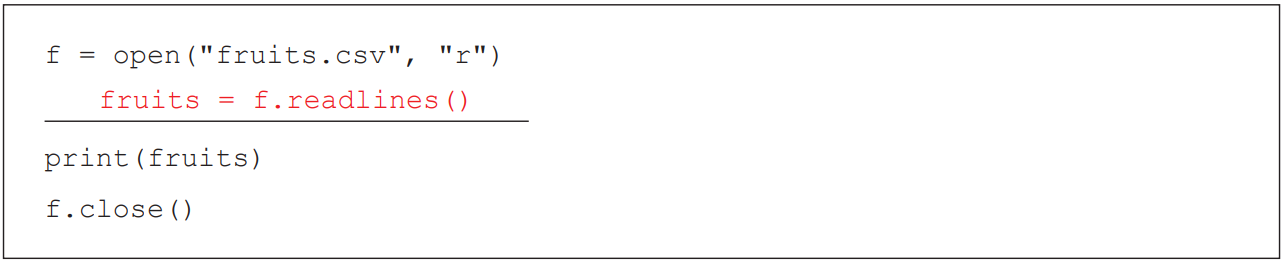 f = open("fruits.csv", "r")
fruits = f.readlines()
print(fruits)
f.close()